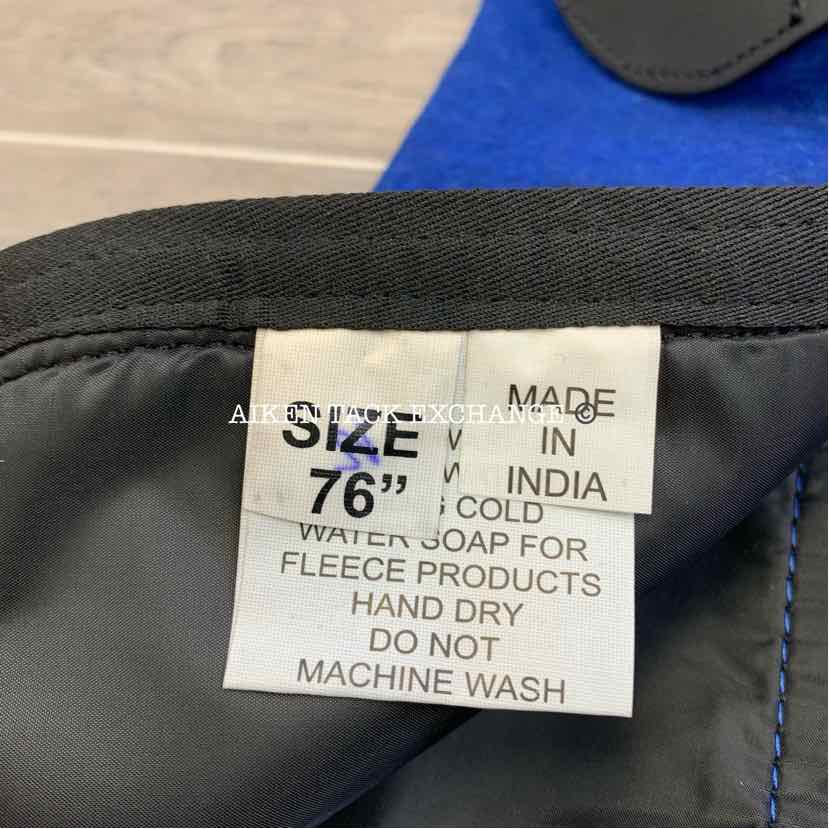 AIKEN TACK EXCHANGE ©
SIZE
76”
MADE
IN
INDIA
COLD
WATER SOAP FOR
FLEECE PRODUCTS
HAND DRY
DO NOT
MACHINE WASH